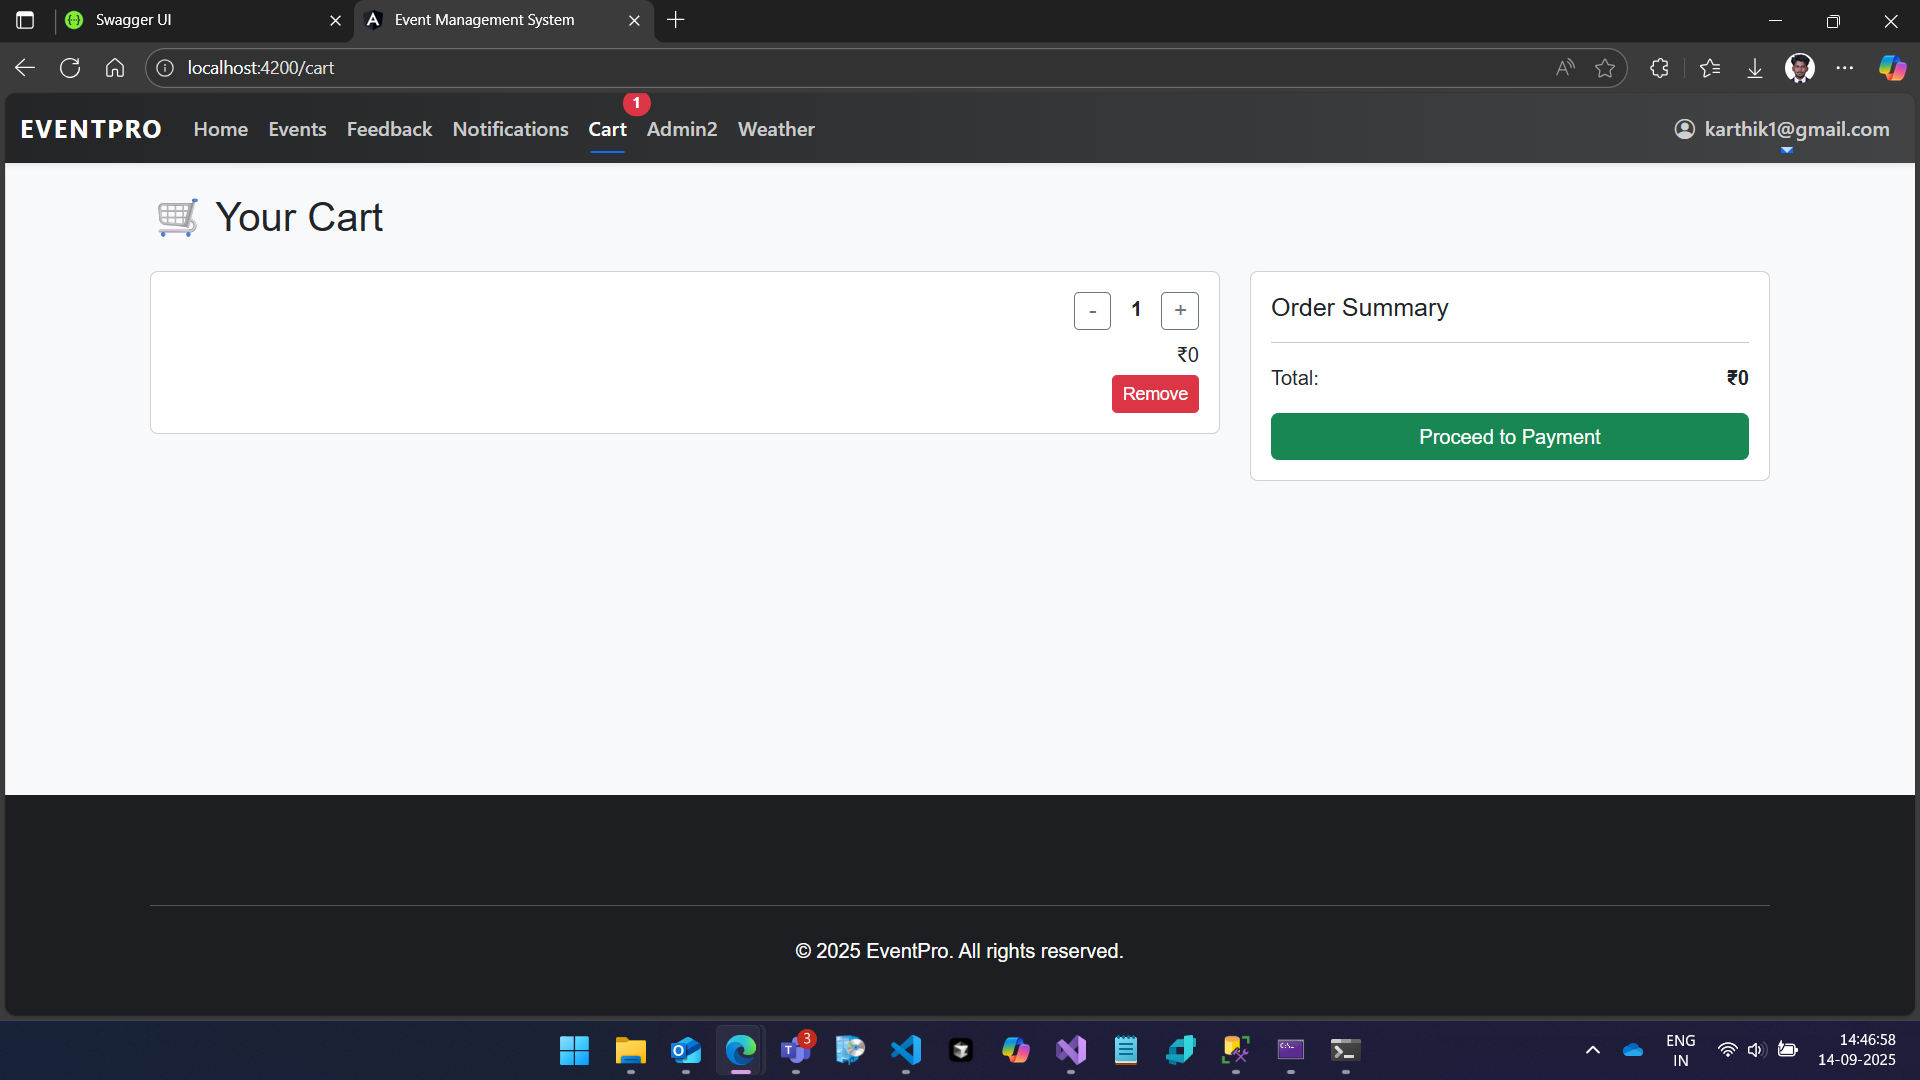 Swagger UI
Event Management System
localhost:4200/cart
EVENTPRO Home Events Feedback Notifications Cart 1 Admin2 Weather karthik1@gmail.com
Your Cart
- 1 +
₹0
Remove
Order Summary
Total: ₹0
Proceed to Payment
© 2025 EventPro. All rights reserved.
3
ENG
IN
14:46:58
14-09-2025